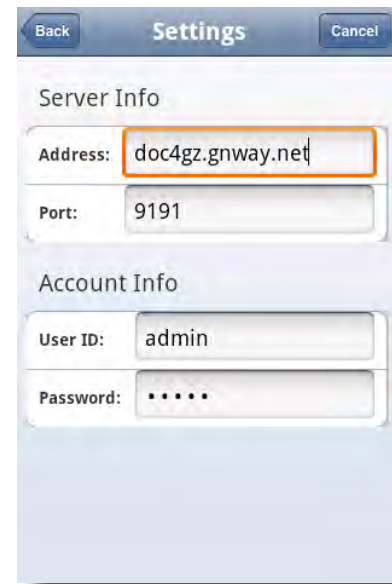 Back Settings Cancel
Server Info
Address: doc4gz.gnway.net
Port: 9191
Account Info
User ID: admin
Password: •••••